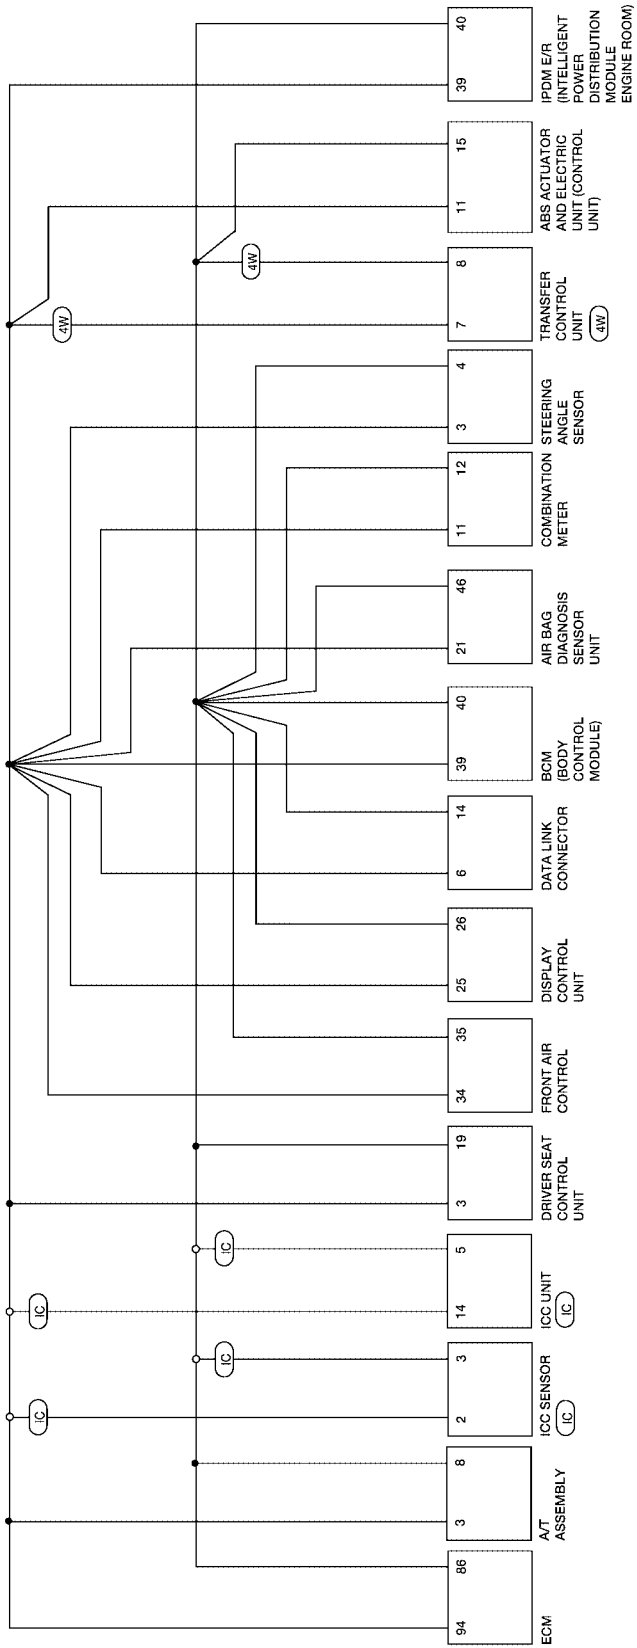 IC
IC
4W
IC
IC
4W
94 86
3 8
2 3
14 5
3 19
34 35
25 26
6 14
39 40
21 46
11 12
3 4
7 8
11 15
39 40
ECM
A/T
ASSEMBLY
ICC SENSOR
IC
ICC UNIT
IC
DRIVER SEAT
CONTROL
UNIT
FRONT AIR
CONTROL
DISPLAY
CONTROL
UNIT
DATA LINK
CONNECTOR
BCM
(BODY
CONTROL
MODULE)
AIR BAG
DIAGNOSIS
SENSOR
UNIT
COMBINATION
METER
STEERING
ANGLE
SENSOR
TRANSFER
CONTROL
UNIT
4W
ABS ACTUATOR
AND ELECTRIC
UNIT (CONTROL
UNIT)
IPDM E/R
(INTELLIGENT
POWER
DISTRIBUTION
MODULE
ENGINE ROOM)